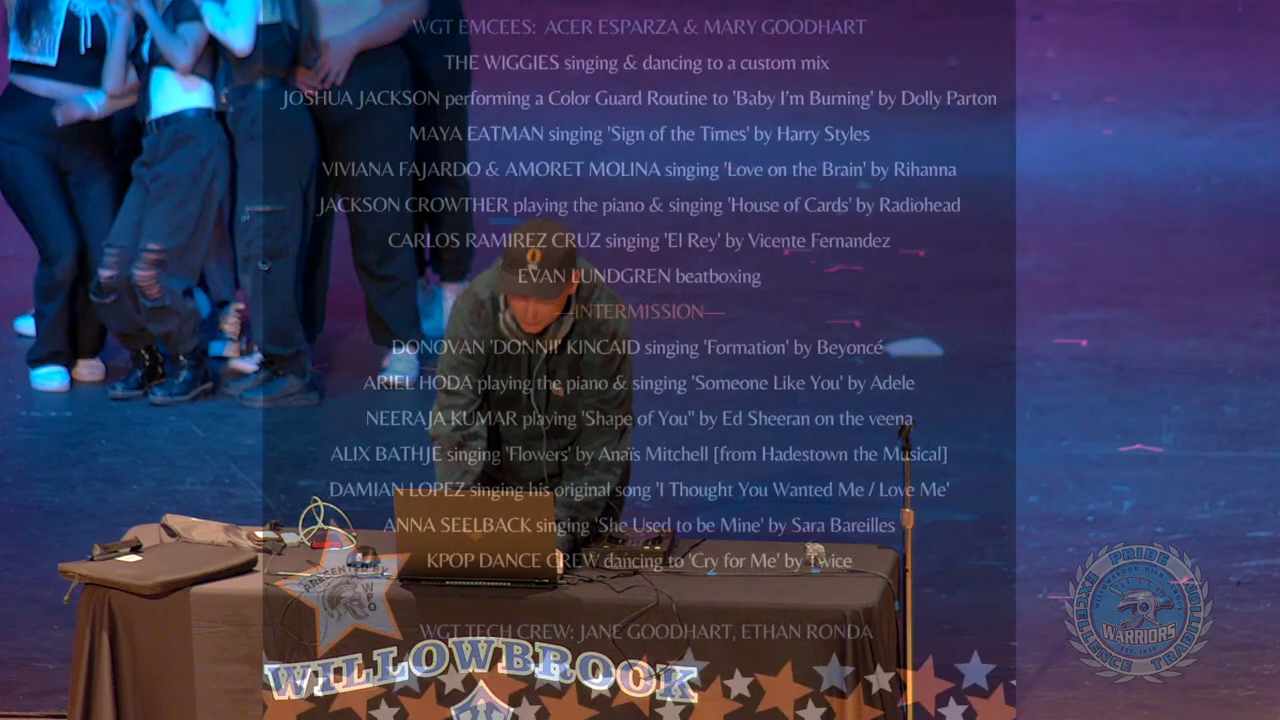 WGT EMCEES: ACER ESPARZA & MARY GOODHART
THE WIGGIES singing & dancing to a custom mix
JOSHUA JACKSON performing a Color Guard Routine to 'Baby I'm Burning' by Dolly Parton
MAYA EATMAN singing 'Sign of the Times' by Harry Styles
VIVIANA FAJARDO & AMORET MOLINA singing 'Love on the Brain' by Rihanna
JACKSON CROWTHER playing the piano & singing 'House of Cards' by Radiohead
CARLOS RAMIREZ CRUZ singing 'El Rey' by Vicente Fernandez
EVAN LUNDGREN beatboxing
—INTERMISSION—
DONOVAN 'DONNII' KINCAID singing 'Formation' by Beyoncé
ARIEL HODA playing the piano & singing 'Someone Like You' by Adele
NEERAJA KUMAR playing 'Shape of You" by Ed Sheeran on the veena
ALIX BATHJE singing 'Flowers' by Anaïs Mitchell [from Hadestown the Musical]
DAMIAN LOPEZ singing his original song 'I Thought You Wanted Me / Love Me'
ANNA SEELBACK singing 'She Used to be Mine' by Sara Bareilles
KPOP DANCE CREW dancing to 'Cry for Me' by Twice
PRESENTED BY
WPO
WGT TECH CREW: JANE GOODHART, ETHAN RONDA
WILLOWBROOK
PRIDE
EXCELLENCE
TRADITION
WILLOWBROOK HIGH SCHOOL
WARRIORS